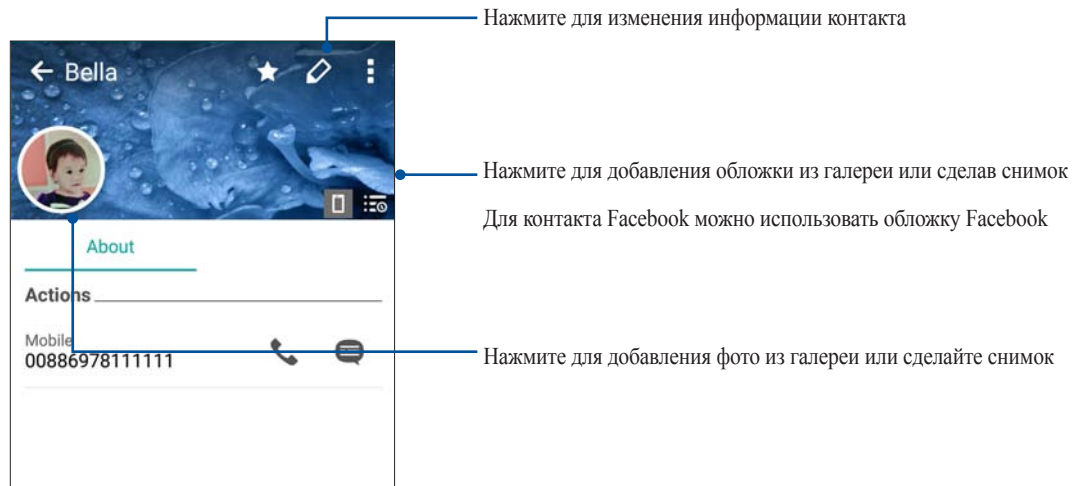 Нажмите для изменения информации контакта
Bella
Нажмите для добавления обложки из галереи или сделав снимок
Для контакта Facebook можно использовать обложку Facebook
About
Actions
Mobile
00886978111111
Нажмите для добавления фото из галереи или сделайте снимок